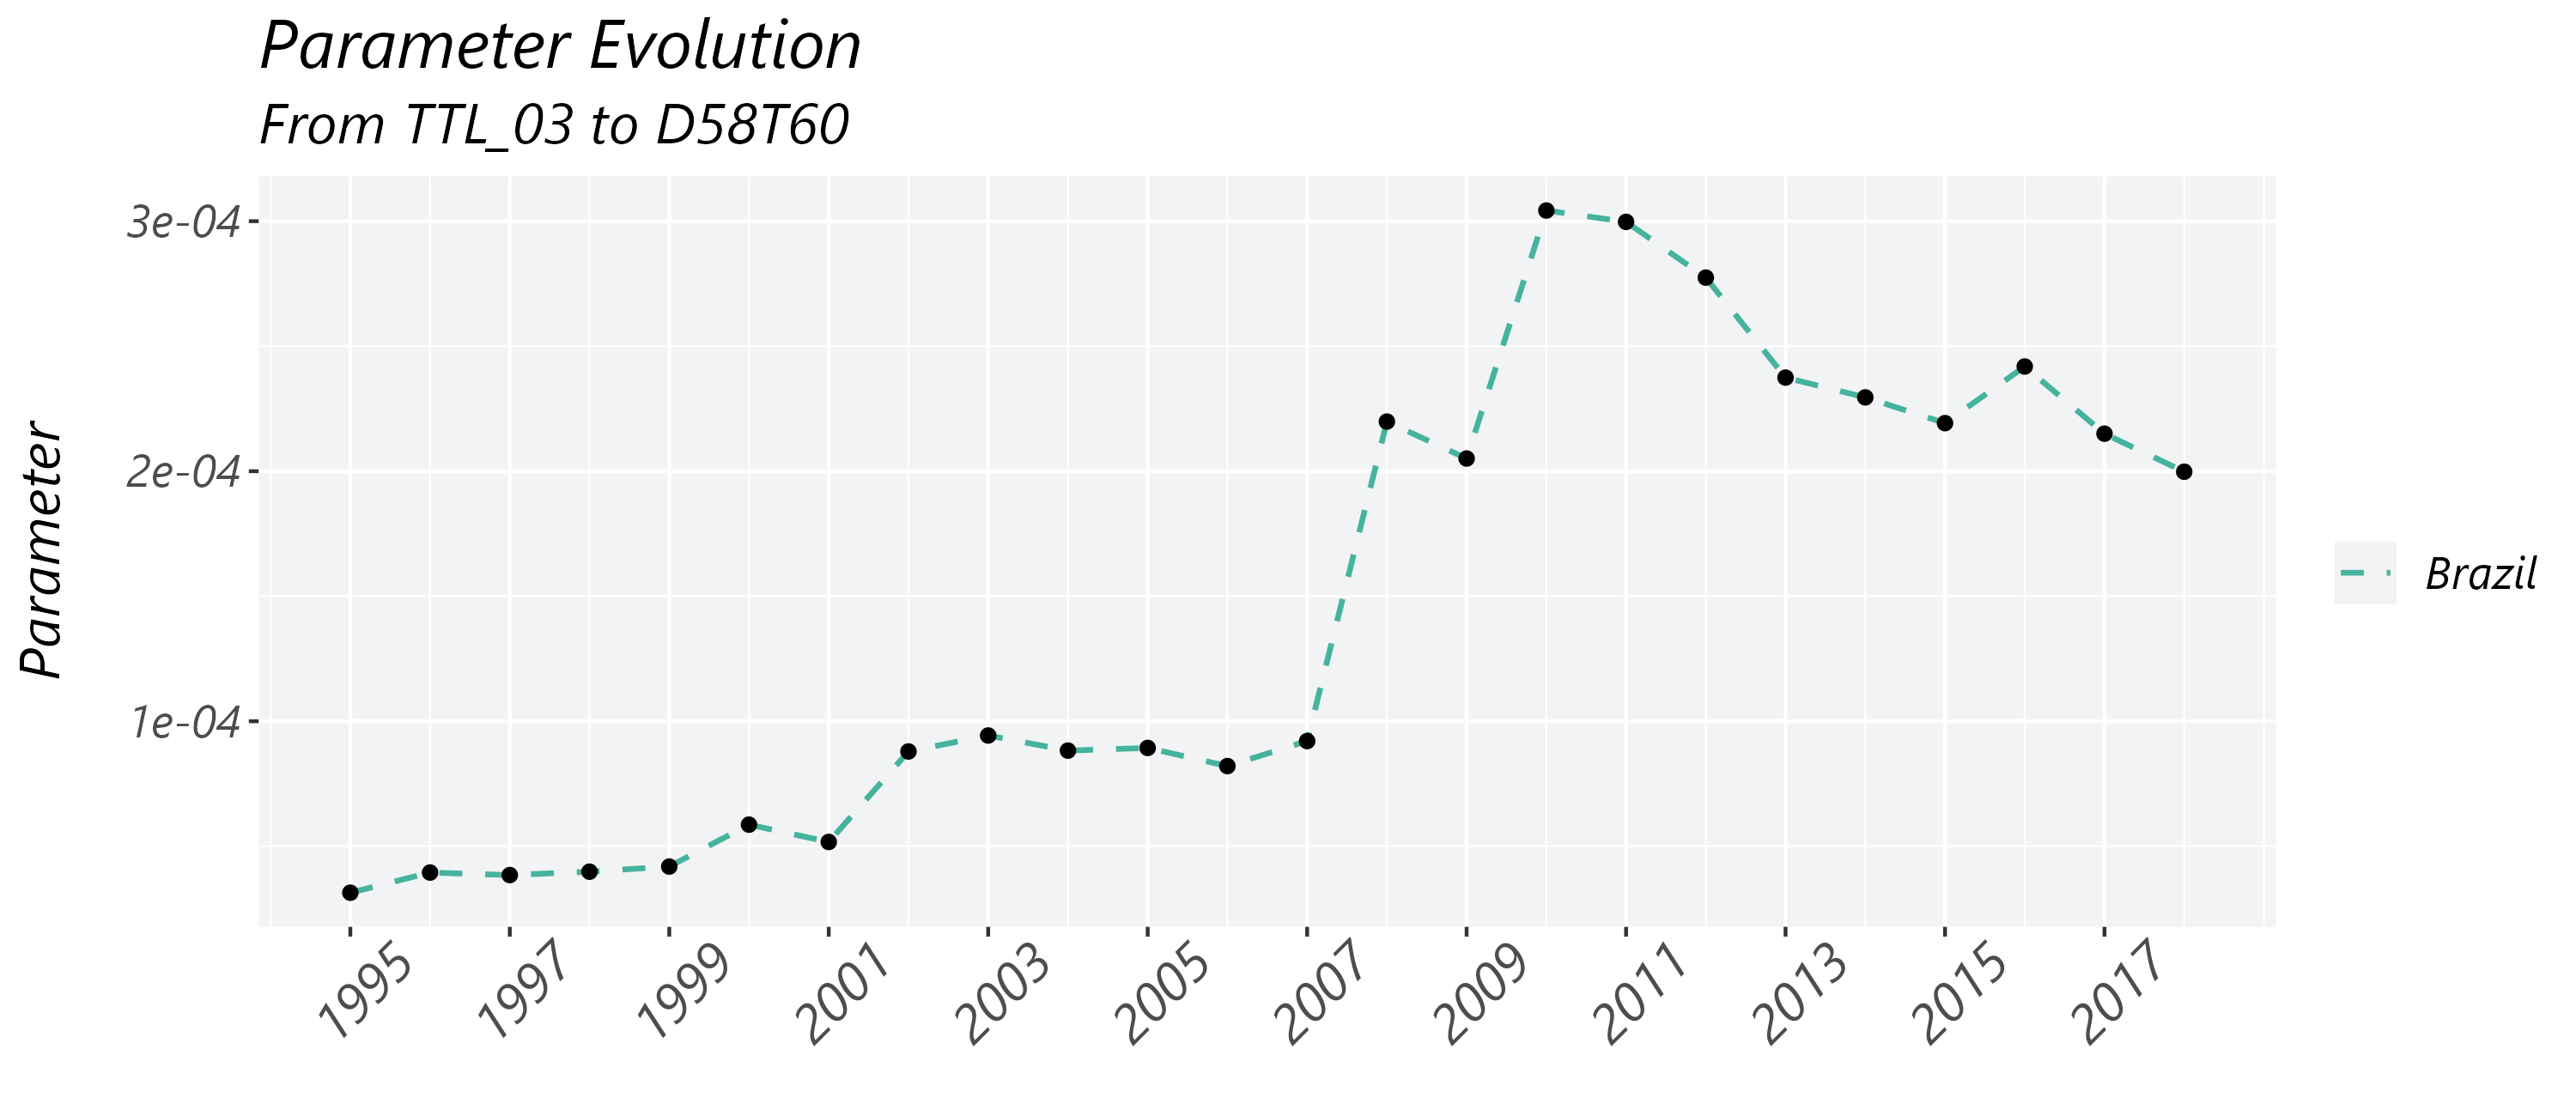 Parameter Evolution
From TTL_03 to D58T60
Parameter
3e-04
2e-04
1e-04
1995
1997
1999
2001
2003
2005
2007
2009
2011
2013
2015
2017
Brazil